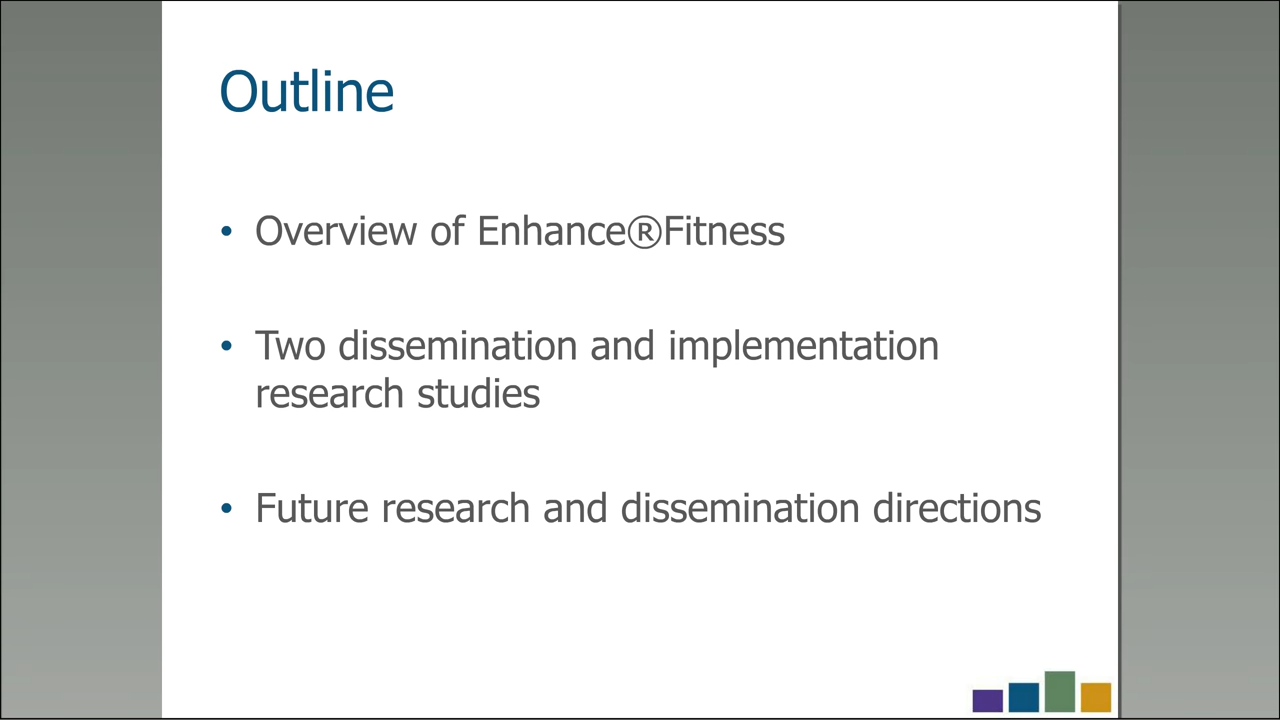 Outline
• Overview of Enhance®Fitness
• Two dissemination and implementation
research studies
• Future research and dissemination directions